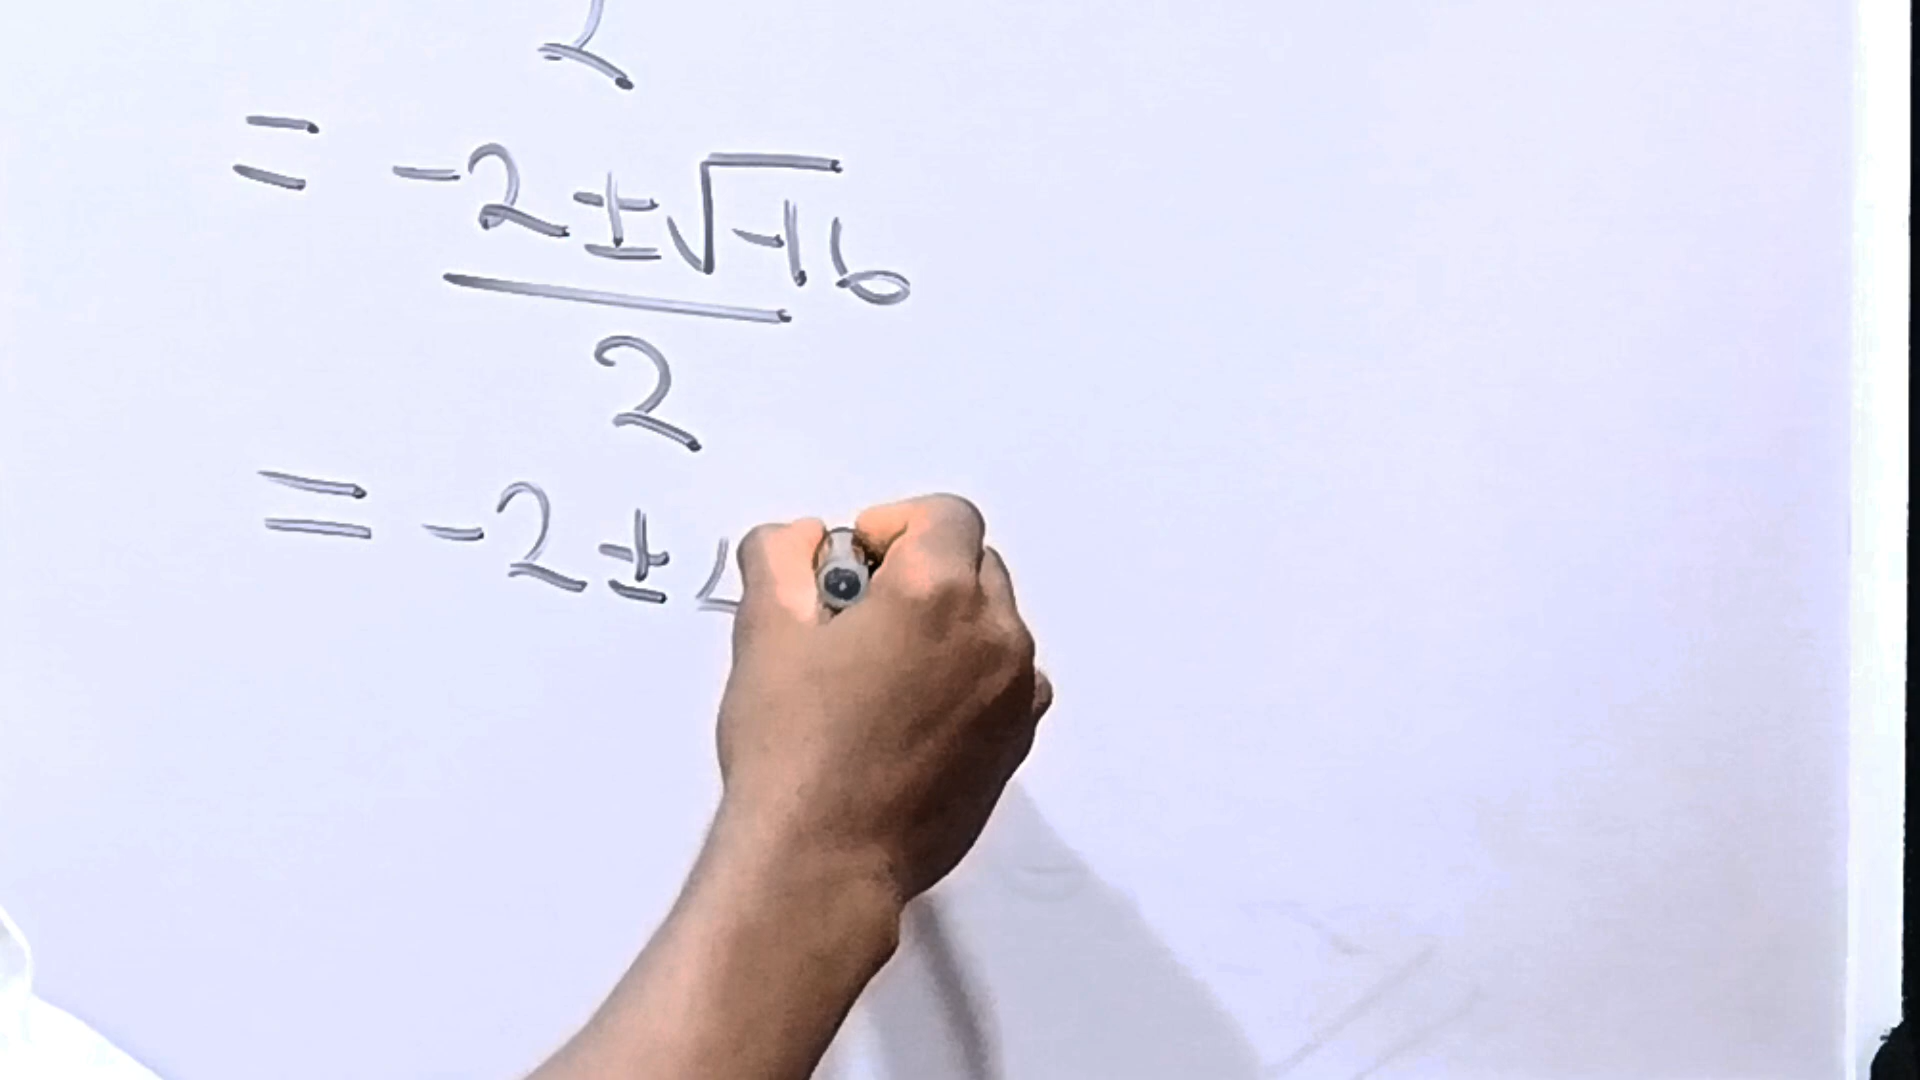 2
= -2 ± √-16
2
= -2 ± 4